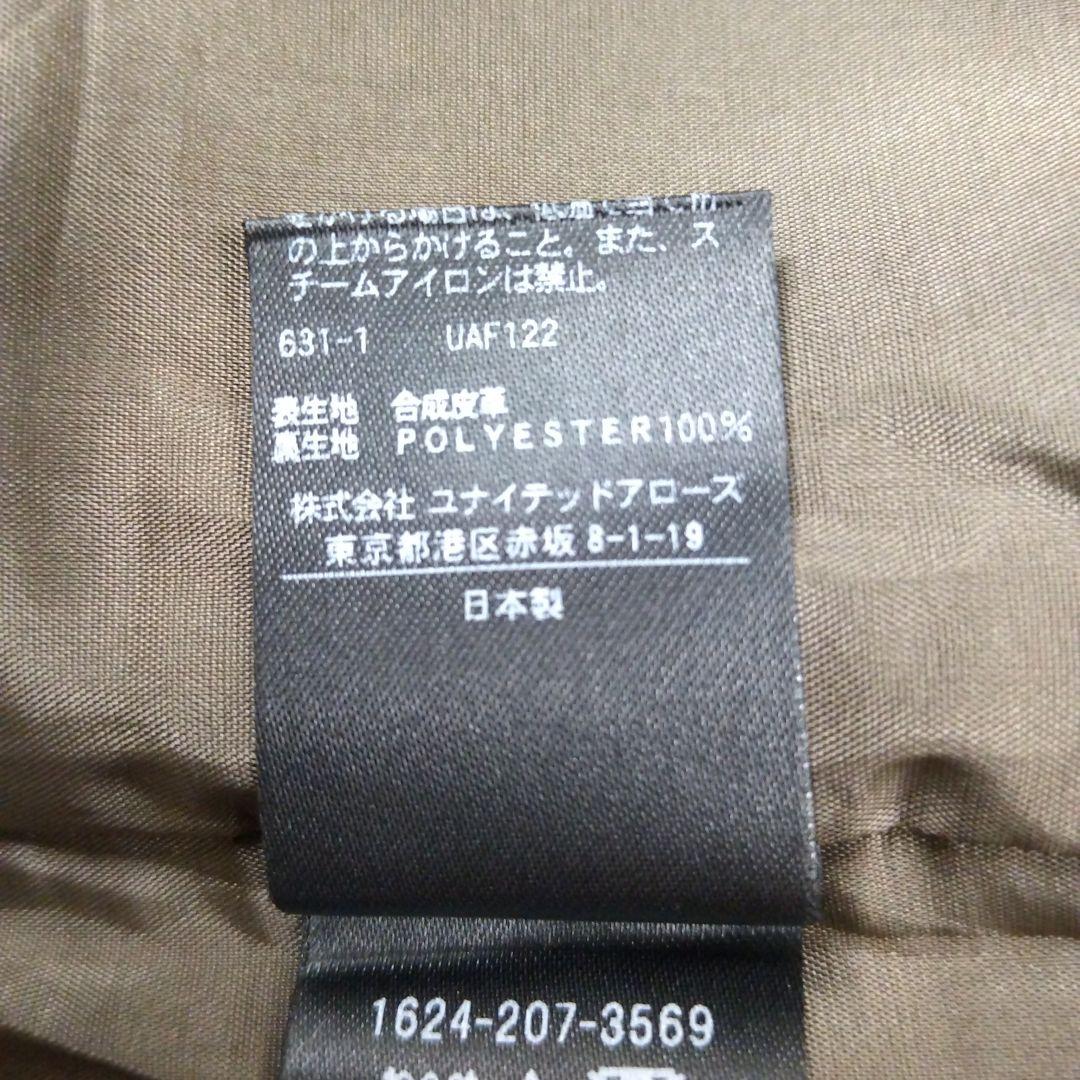 の上からかけること。また、ス
チームアイロンは禁止。
631-1 UAF122
表生地 合成皮革
裏生地 POLYESTER100%
株式会社 ユナイテッドアローズ
東京都港区赤坂8-1-19
日本製
1624-207-3569